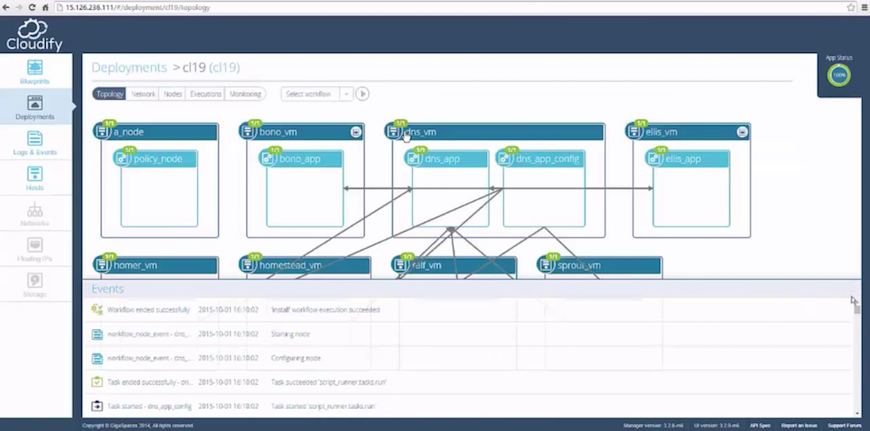 15.126.236.111/#/deployment/cl19/topology
Cloudify
App Status
100%
Deployments > cl19 (cl19)
Topology Network Nodes Executions Monitoring Select workflow
Blueprints
Deployments
Logs & Events
Hosts
Networks
Floating IPs
Storage
1/1 1/1 1/1 1/1
a_node bono_vm dns_vm ellis_vm
1/1 1/1 1/1 1/1 1/1
policy_node bono_app dns_app dns_app_config ellis_app
1/1 1/1 1/1 1/1
homer_vm homestead_vm ralf_vm sprout_vm
Events
Workflow ended successfully 2015-10-01 16:18:02 'install' workflow execution succeeded
workflow_node_event - dns_... 2015-10-01 16:18:02 Starting node
workflow_node_event - dns_... 2015-10-01 16:18:02 Configuring node
Task ended successfully - dn... 2015-10-01 16:18:02 Task succeeded 'script_runner.tasks.run'
Task started - dns_app_config 2015-10-01 16:18:02 Task started 'script_runner.tasks.run'
Copyright © GigaSpaces 2014, All rights reserved. Manager version: 3.2.0-m6 UI version: 3.2.0-m6 API Spec Report an Issue Support Forum